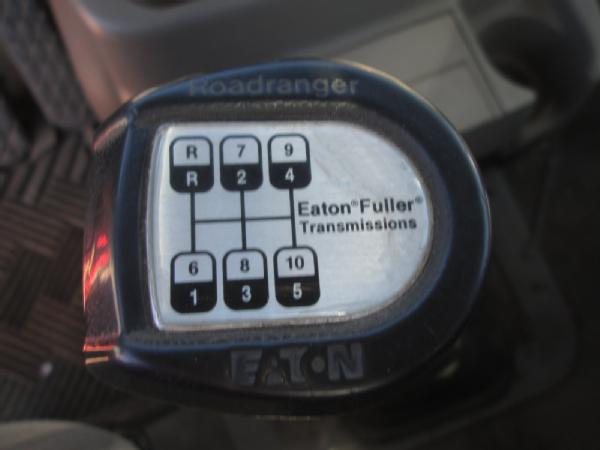 Roadranger
R 7 9
R 2 4
Eaton®Fuller®
Transmissions
6 8 10
1 3 5
EATON